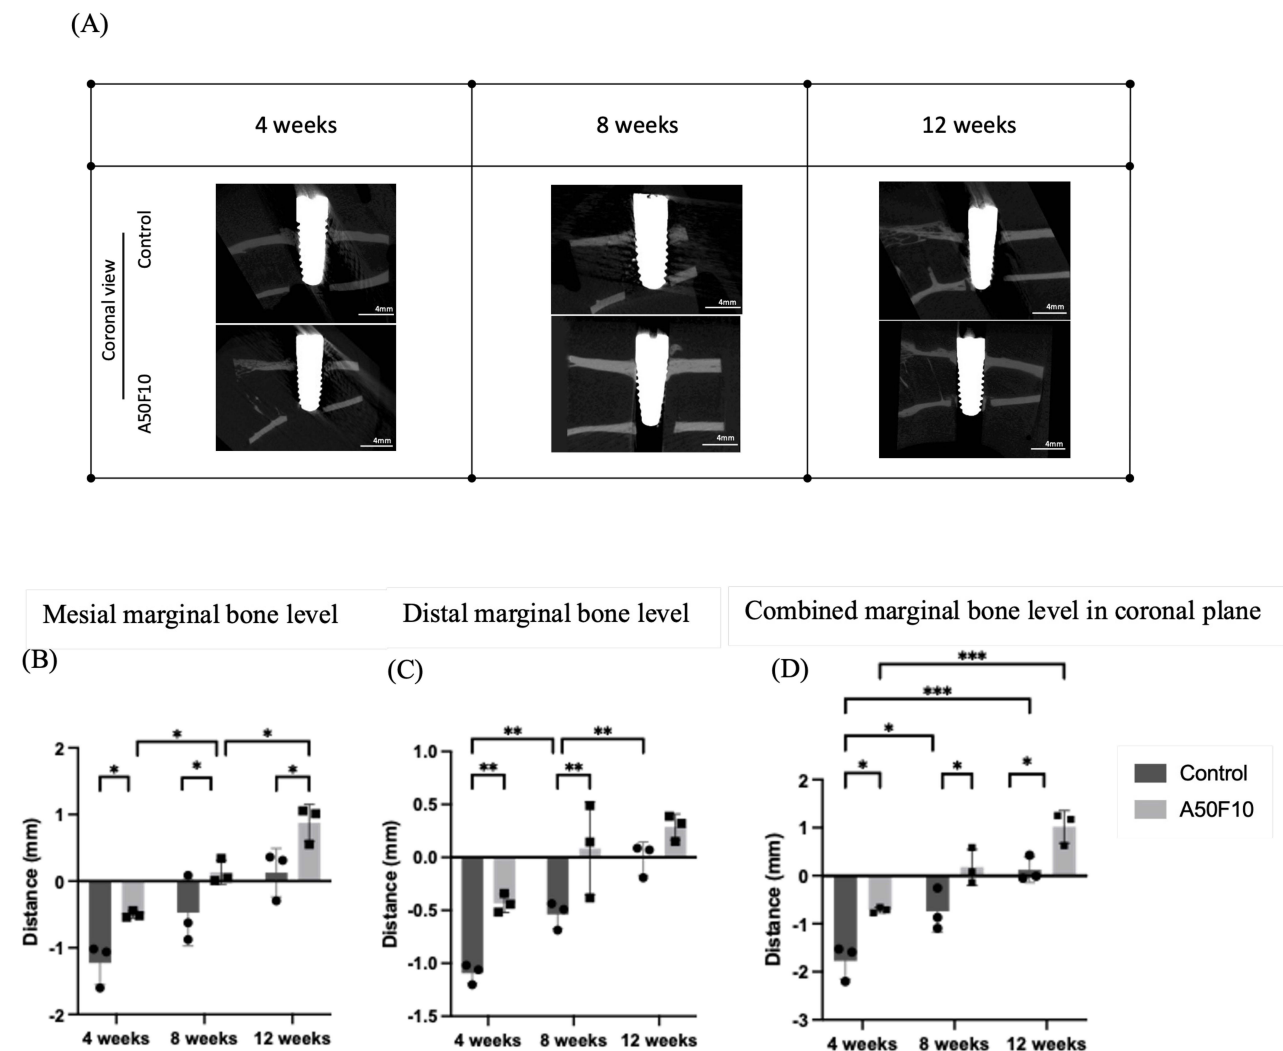 (A)
4 weeks
8 weeks
12 weeks
Coronal view
Control
A50F10
4mm
4mm
4mm
4mm
4mm
4mm
Mesial marginal bone level
Distal marginal bone level
Combined marginal bone level in coronal plane
(B)
Distance (mm)
2
1
0
-1
-2
*
*
*
*
*
4 weeks
8 weeks
12 weeks
(C)
Distance (mm)
1.0
0.5
0.0
-0.5
-1.0
-1.5
**
**
**
**
4 weeks
8 weeks
12 weeks
(D)
Distance (mm)
2
1
0
-1
-2
-3
***
***
*
*
*
*
4 weeks
8 weeks
12 weeks
Control
A50F10